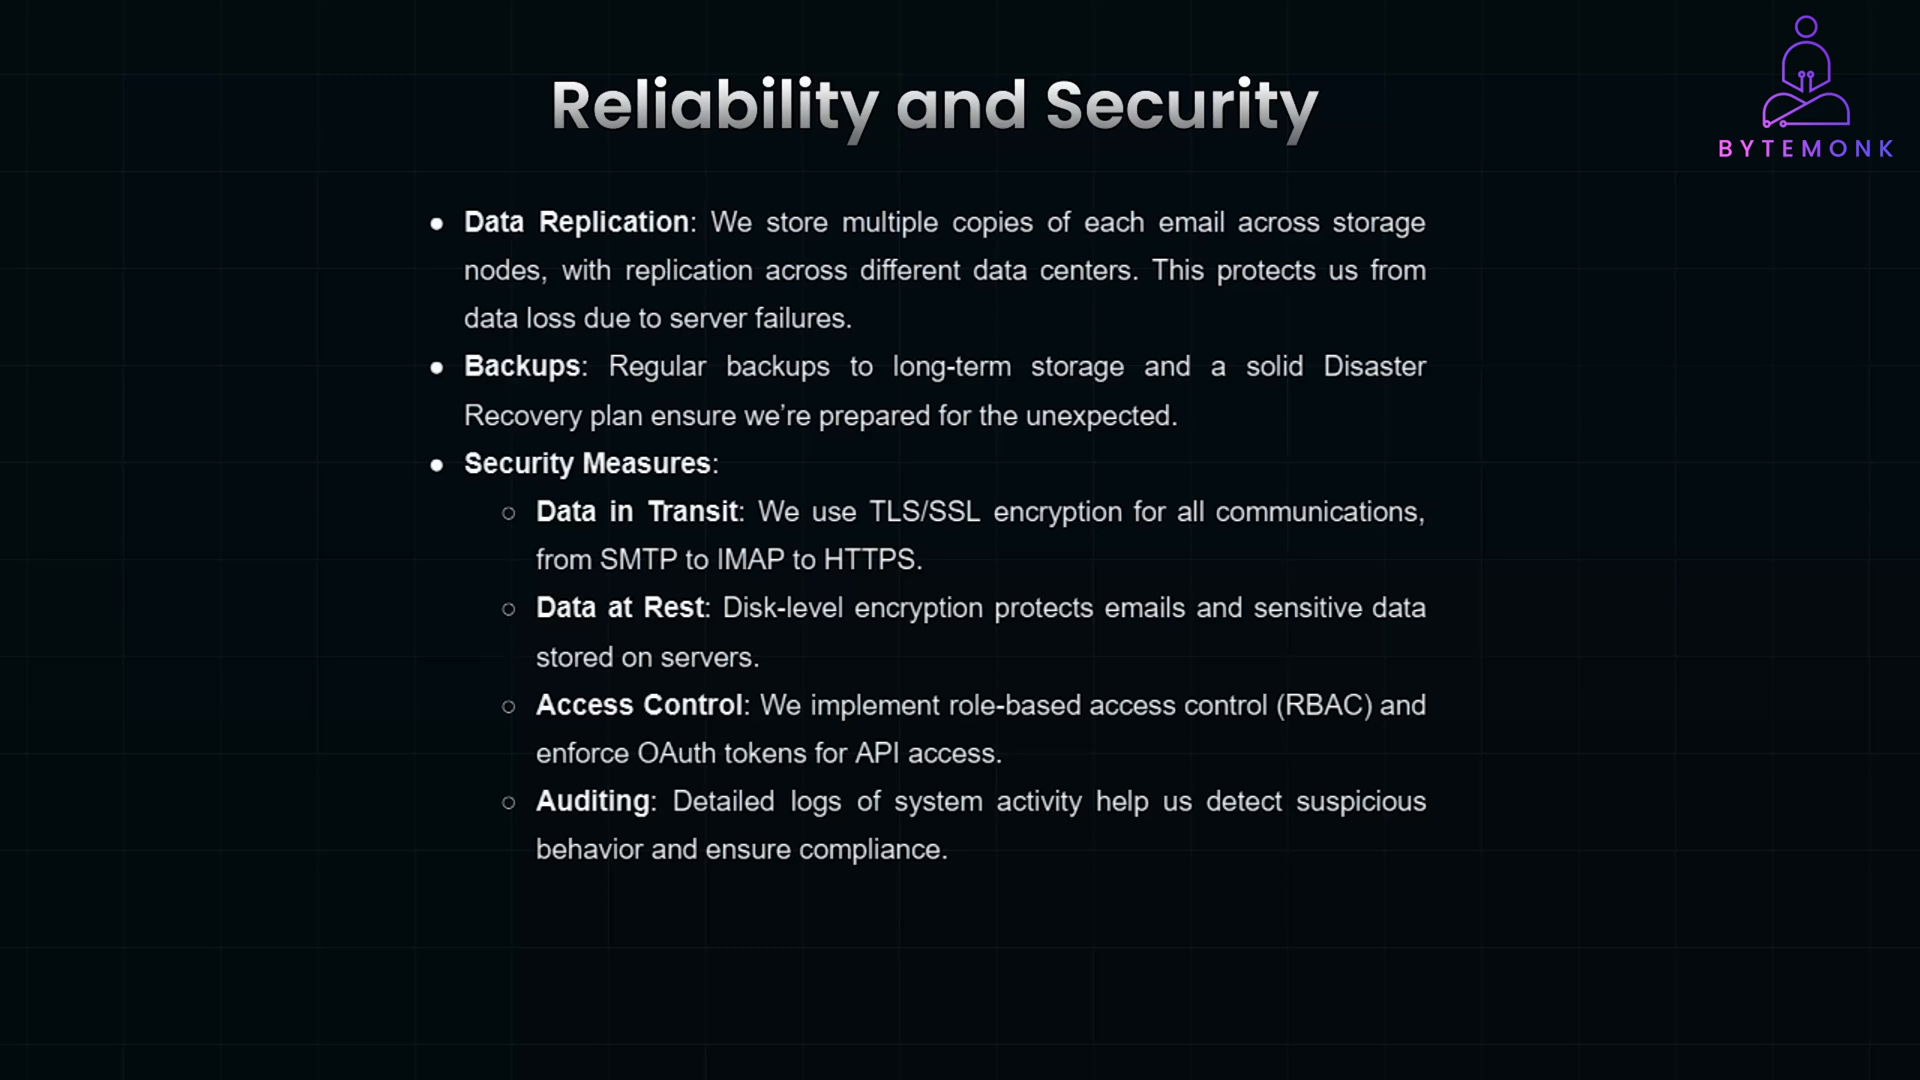 Reliability and Security
BYTEMONK
● Data Replication: We store multiple copies of each email across storage
nodes, with replication across different data centers. This protects us from
data loss due to server failures.
● Backups: Regular backups to long-term storage and a solid Disaster
Recovery plan ensure we’re prepared for the unexpected.
● Security Measures:
○ Data in Transit: We use TLS/SSL encryption for all communications,
from SMTP to IMAP to HTTPS.
○ Data at Rest: Disk-level encryption protects emails and sensitive data
stored on servers.
○ Access Control: We implement role-based access control (RBAC) and
enforce OAuth tokens for API access.
○ Auditing: Detailed logs of system activity help us detect suspicious
behavior and ensure compliance.